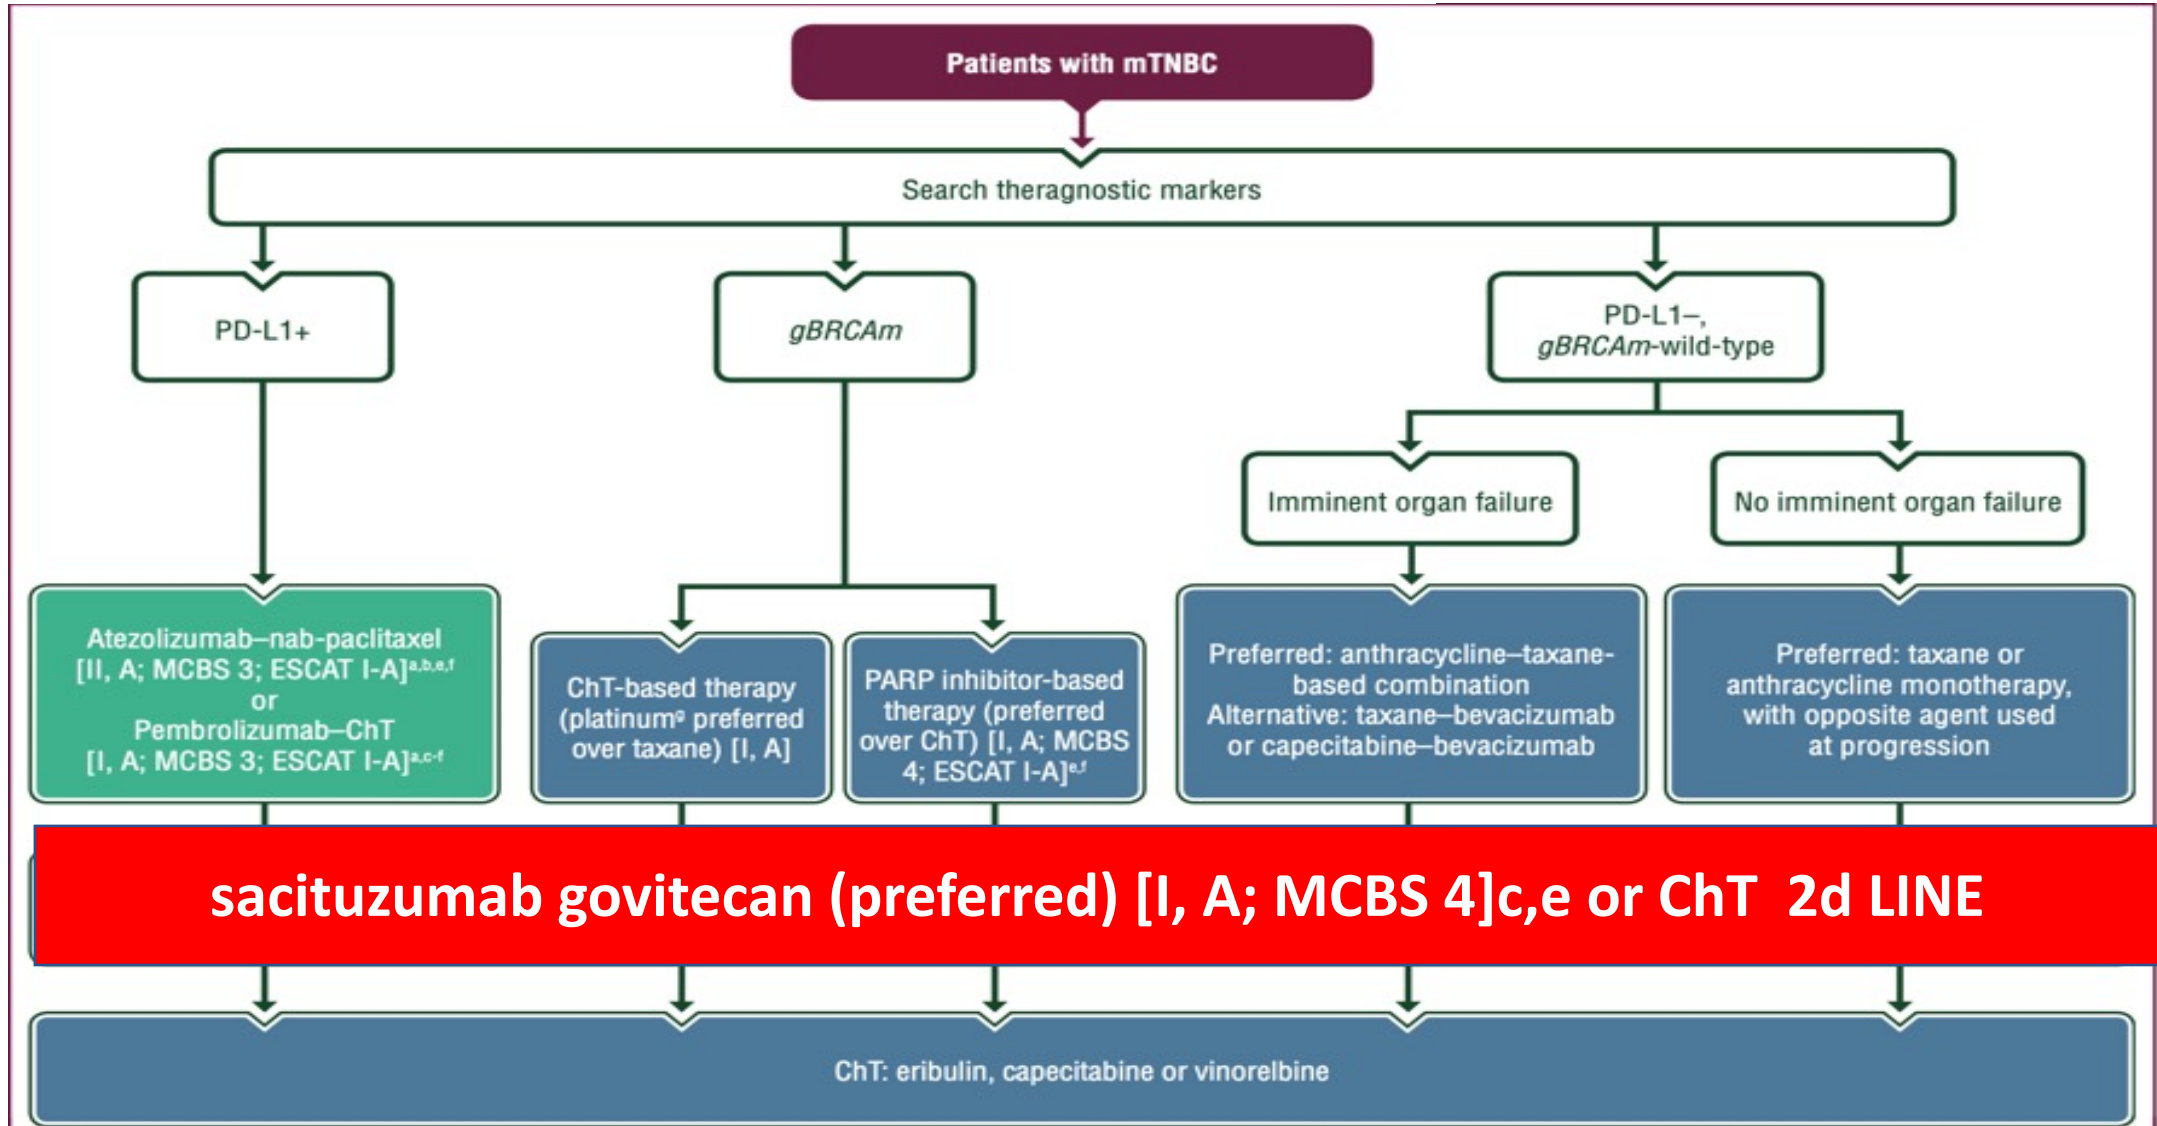 Patients with mTNBC
Search theragnostic markers
PD-L1+
gBRCAm
PD-L1–,
gBRCAm-wild-type
Imminent organ failure
No imminent organ failure
Atezolizumab–nab-paclitaxel
[II, A; MCBS 3; ESCAT I-A]a,b,e,f
or
Pembrolizumab–ChT
[I, A; MCBS 3; ESCAT I-A]a,c-f
ChT-based therapy
(platinumg preferred
over taxane) [I, A]
PARP inhibitor-based
therapy (preferred
over ChT) [I, A; MCBS
4; ESCAT I-A]e,f
Preferred: anthracycline–taxane-
based combination
Alternative: taxane–bevacizumab
or capecitabine–bevacizumab
Preferred: taxane or
anthracycline monotherapy,
with opposite agent used
at progression
sacituzumab govitecan (preferred) [I, A; MCBS 4]c,e or ChT 2d LINE
ChT: eribulin, capecitabine or vinorelbine